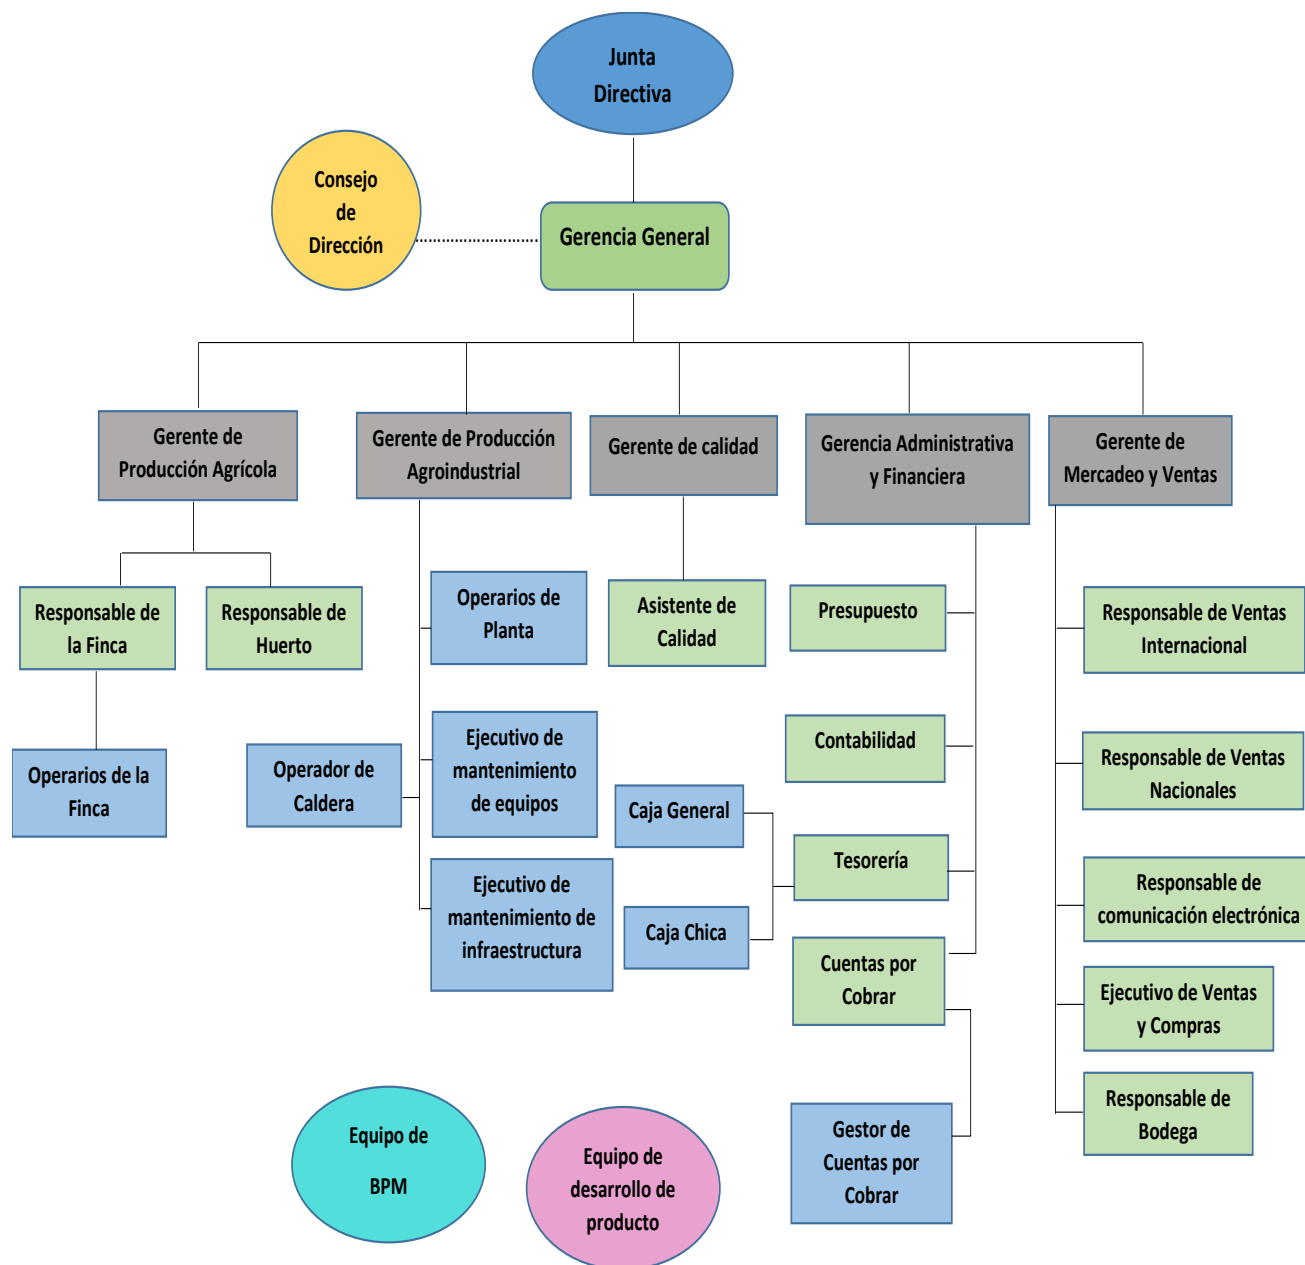 Junta
Directiva
Consejo
de
Dirección
Gerencia General
Gerente de
Producción Agrícola
Gerente de Producción
Agroindustrial
Gerente de calidad
Gerencia Administrativa
y Financiera
Gerente de
Mercadeo y Ventas
Responsable de
la Finca
Responsable de
Huerto
Operarios de
Planta
Asistente de
Calidad
Presupuesto
Responsable de Ventas
Internacional
Operarios de la
Finca
Operador de
Caldera
Ejecutivo de
mantenimiento
de equipos
Caja General
Contabilidad
Responsable de Ventas
Nacionales
Ejecutivo de
mantenimiento de
infraestructura
Caja Chica
Tesorería
Responsable de
comunicación electrónica
Cuentas por
Cobrar
Ejecutivo de Ventas
y Compras
Equipo de
BPM
Equipo de
desarrollo de
producto
Gestor de
Cuentas por
Cobrar
Responsable de
Bodega